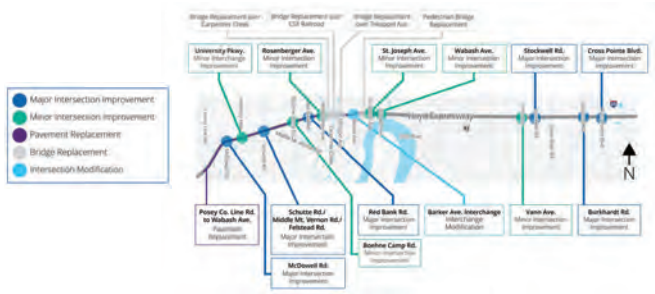 Bridge Replacement over
Carpentier Creek
Bridge Replacement over
CSX Railroad
Bridge Replacement
over Tekoppel Ave.
Pedestrian Bridge
Replacement
University Pkwy.
Minor Interchange
Improvement
Rosenberger Ave.
Minor Intersection
Improvement
St. Joseph Ave.
Minor Intersection
Improvement
Wabash Ave.
Minor Intersection
Improvement
Stockwell Rd.
Major Intersection
Improvement
Cross Pointe Blvd.
Major Intersection
Improvement
Major Intersection Improvement
Minor Intersection Improvement
Pavement Replacement
Bridge Replacement
Intersection Modification
Lloyd Expressway
N
Posey Co. Line Rd.
to Wabash Ave.
Pavement
Replacement
Schutte Rd./
Middle Mt. Vernon Rd./
Felstead Rd.
Major Intersection
Improvement
McDowell Rd.
Major Intersection
Improvement
Red Bank Rd.
Major Intersection
Improvement
Boehne Camp Rd.
Minor Intersection
Improvement
Barker Ave. Interchange
Interchange
Modification
Vann Ave.
Minor Intersection
Improvement
Burkhardt Rd.
Major Intersection
Improvement